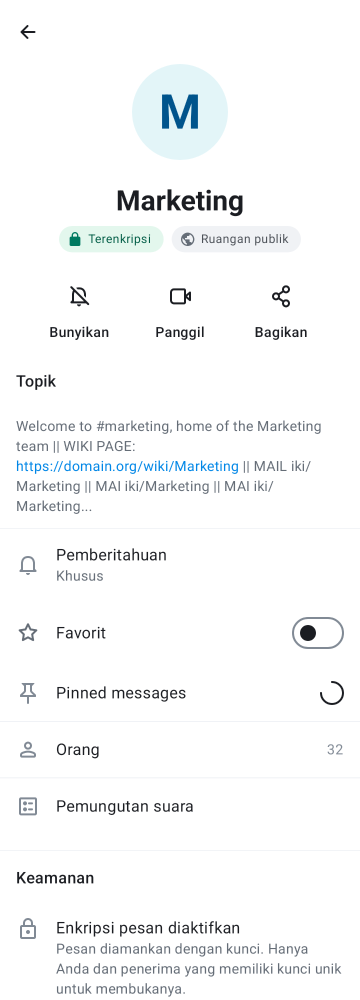 M
Marketing
Terenkripsi
Ruangan publik
Bunyikan
Panggil
Bagikan
Topik
Welcome to #marketing, home of the Marketing
team || WIKI PAGE:
https://domain.org/wiki/Marketing || MAIL iki/
Marketing || MAI iki/Marketing || MAI iki/
Marketing...
Pemberitahuan
Khusus
Favorit
Pinned messages
Orang
32
Pemungutan suara
Keamanan
Enkripsi pesan diaktifkan
Pesan diamankan dengan kunci. Hanya
Anda dan penerima yang memiliki kunci unik
untuk membukanya.